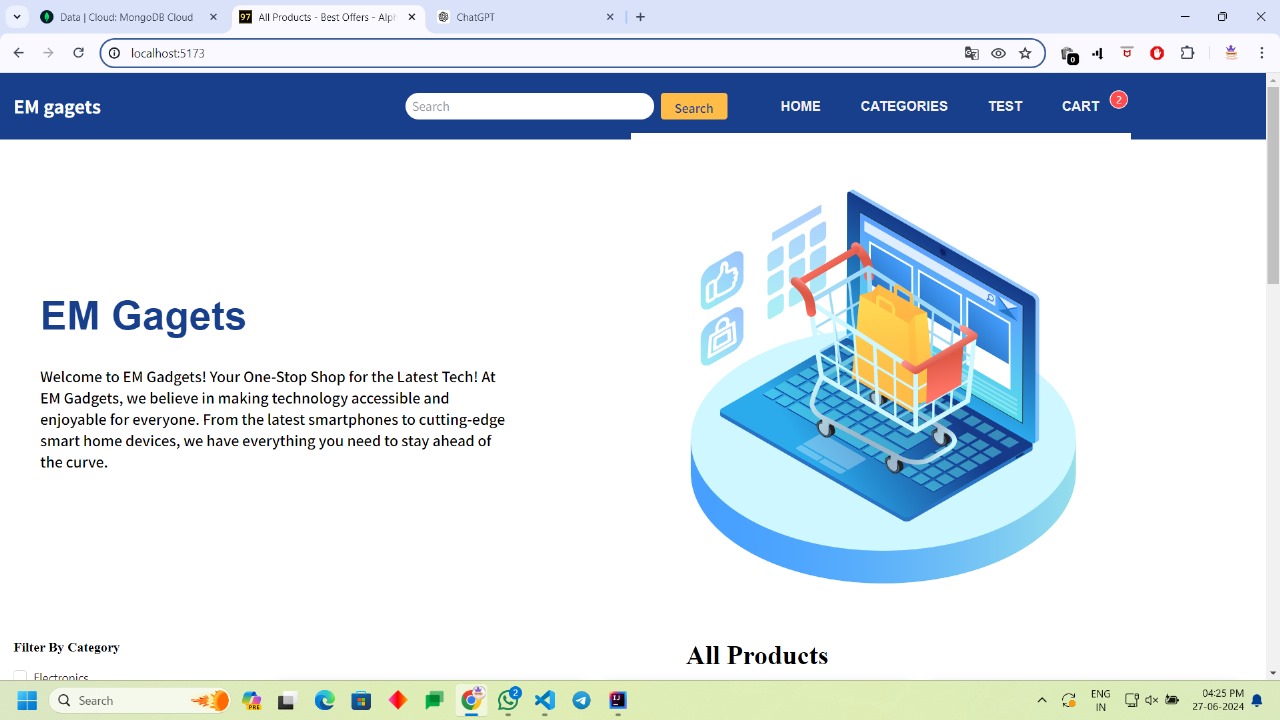 Data | Cloud: MongoDB Cloud
97
All Products - Best Offers - Alph
ChatGPT
localhost:5173
0
EM gagets
Search
Search
HOME
CATEGORIES
TEST
CART
2
EM Gagets
Welcome to EM Gadgets! Your One-Stop Shop for the Latest Tech! At
EM Gadgets, we believe in making technology accessible and
enjoyable for everyone. From the latest smartphones to cutting-edge
smart home devices, we have everything you need to stay ahead of
the curve.
Filter By Category
All Products
Electronics
Search
PRE
2
ENG
IN
04:25 PM
27-06-2024